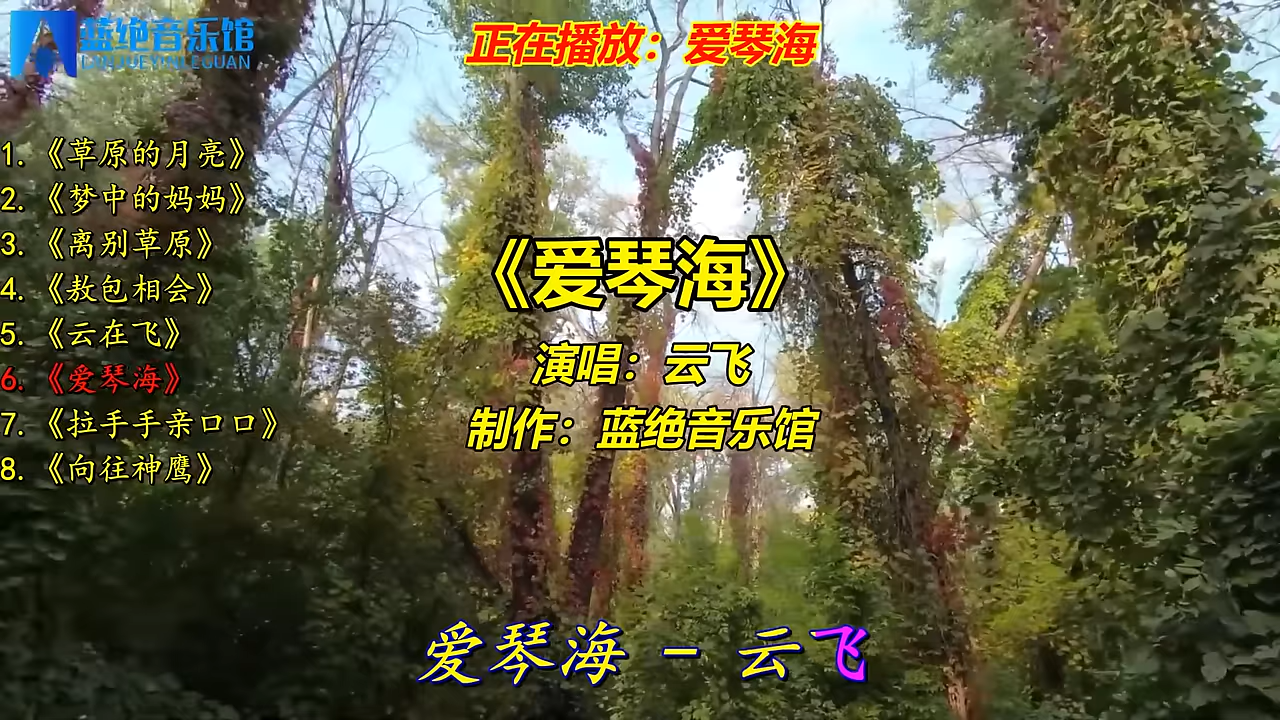 蓝绝音乐馆
LANJUEYINLEGUAN
正在播放：爱琴海
1.《草原的月亮》
2.《梦中的妈妈》
3.《离别草原》
4.《敖包相会》
5.《云在飞》
6.《爱琴海》
7.《拉手手亲口口》
8.《向往神鹰》
《爱琴海》
演唱：云飞
制作：蓝绝音乐馆
爱琴海 - 云飞